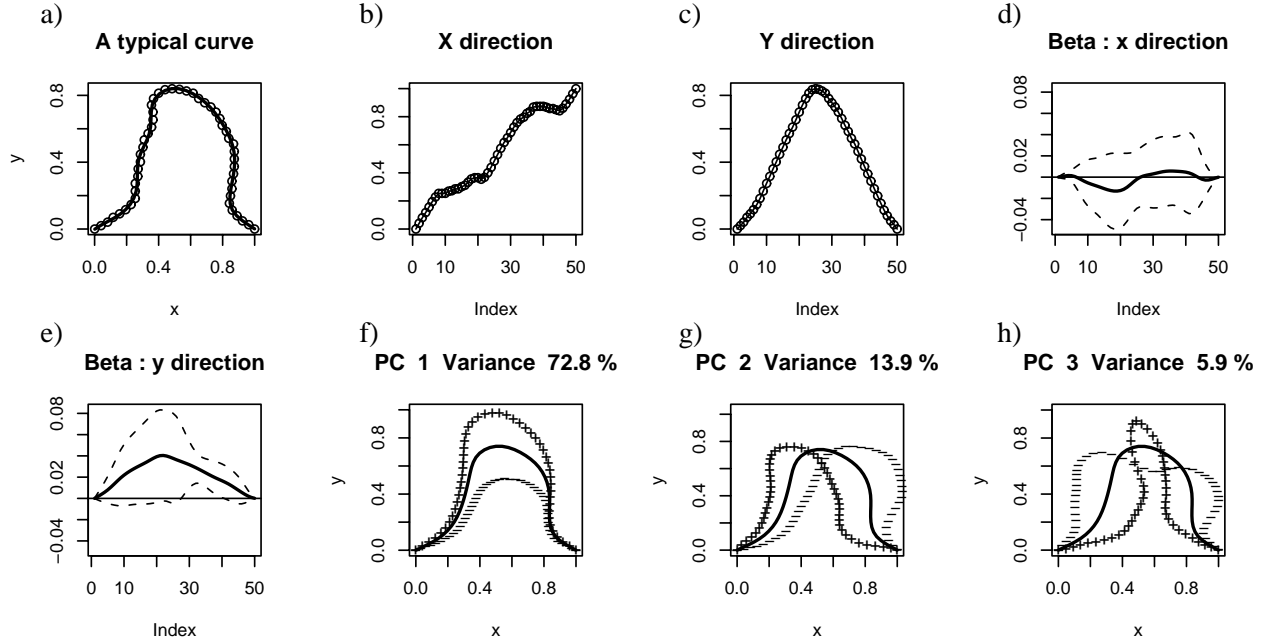 a)
A typical curve
y
0.0 0.4 0.8
0.0 0.4 0.8
x
b)
X direction
0.0 0.4 0.8
0 10 30 50
Index
c)
Y direction
0.0 0.4 0.8
0 10 30 50
Index
d)
Beta : x direction
−0.04 0.02 0.08
0 10 30 50
Index
e)
Beta : y direction
−0.04 0.02 0.08
0 10 30 50
Index
f)
PC 1 Variance 72.8 %
y
0.0 0.4 0.8
0.0 0.4 0.8
x
g)
PC 2 Variance 13.9 %
y
0.0 0.4 0.8
0.0 0.4 0.8
x
h)
PC 3 Variance 5.9 %
y
0.0 0.4 0.8
0.0 0.4 0.8
x